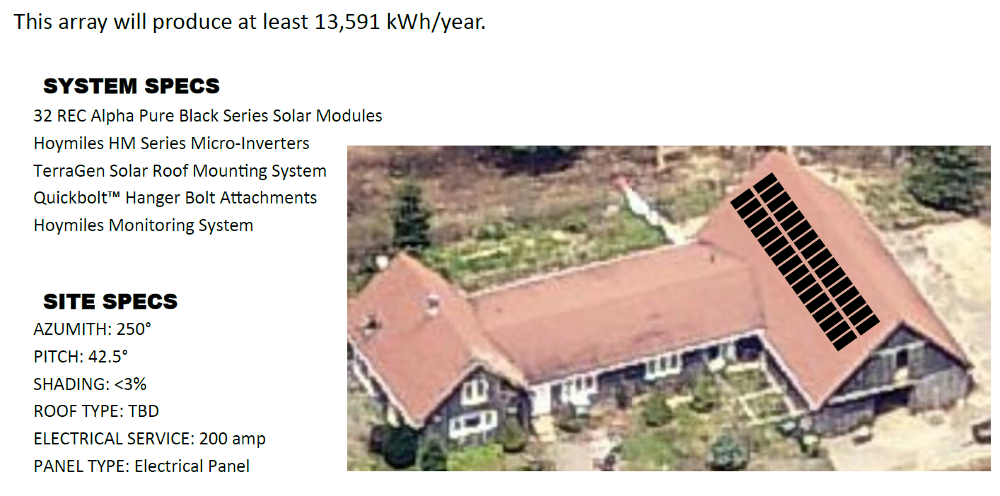 This array will produce at least 13,591 kWh/year.
SYSTEM SPECS
32 REC Alpha Pure Black Series Solar Modules
Hoymiles HM Series Micro-Inverters
TerraGen Solar Roof Mounting System
Quickbolt™ Hanger Bolt Attachments
Hoymiles Monitoring System
SITE SPECS
AZUMITH: 250°
PITCH: 42.5°
SHADING: <3%
ROOF TYPE: TBD
ELECTRICAL SERVICE: 200 amp
PANEL TYPE: Electrical Panel